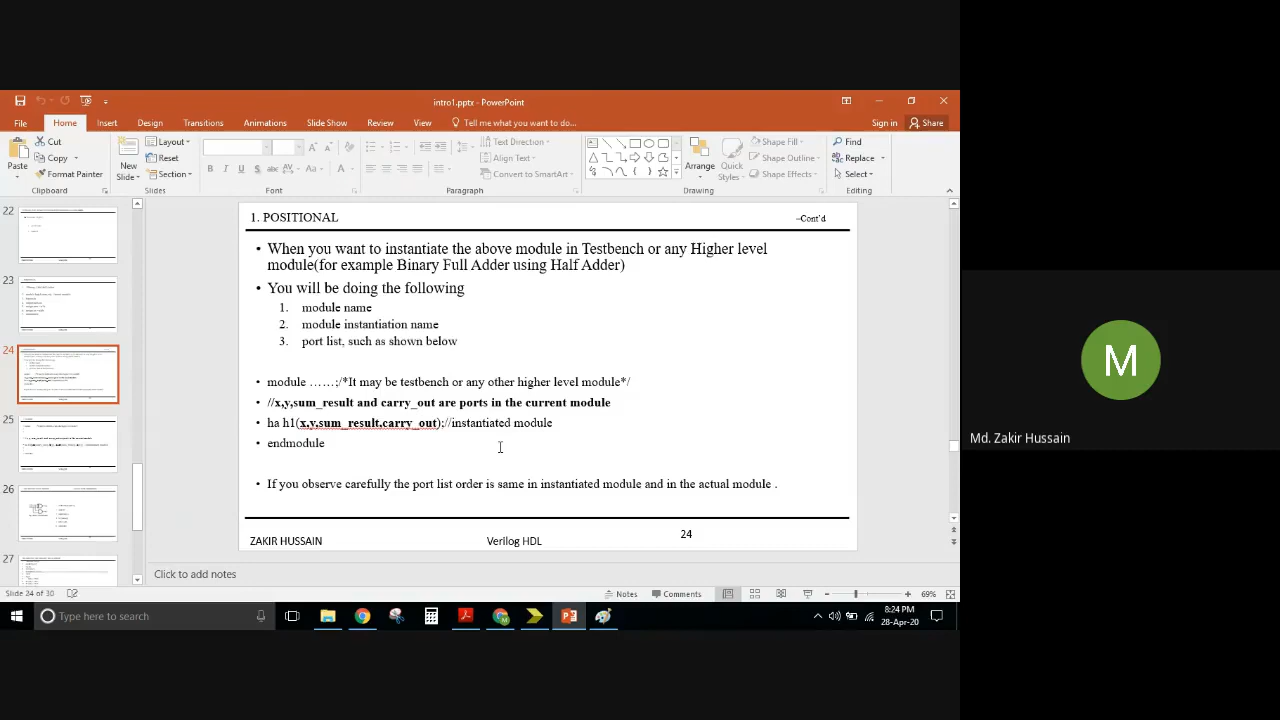 intro1.pptx - PowerPoint
File Home Insert Design Transitions Animations Slide Show Review View Tell me what you want to do... Sign in Share
Paste Cut Copy Format Painter
Clipboard
New Slide Layout Reset Section
Slides
Font
Text Direction Align Text Convert to SmartArt
Paragraph
Arrange Quick Styles Shape Fill Shape Outline Shape Effects
Drawing
Find Replace Select
Editing
22
23
24
25
26
27
1. POSITIONAL
–Cont'd
• When you want to instantiate the above module in Testbench or any Higher level
module(for example Binary Full Adder using Half Adder)
• You will be doing the following
1. module name
2. module instantiation name
3. port list, such as shown below
• module ……;/*It may be testbench or any other higher level module*/
• //x,y,sum_result and carry_out are ports in the current module
• ha h1(x,y,sum_result,carry_out);//instantiated module
• endmodule
• If you observe carefully the port list order is same in instantiated module and in the actual module .
ZAKIR HUSSAIN
Verilog HDL
24
Click to add notes
Slide 24 of 30
Notes
Comments
69%
Type here to search
8:24 PM
28-Apr-20
M
Md. Zakir Hussain